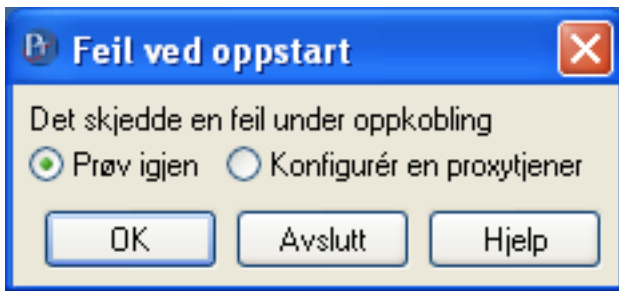 Feil ved oppstart
Det skjedde en feil under oppkobling
Prøv igjen Konfigurér en proxytjener
OK Avslutt Hjelp